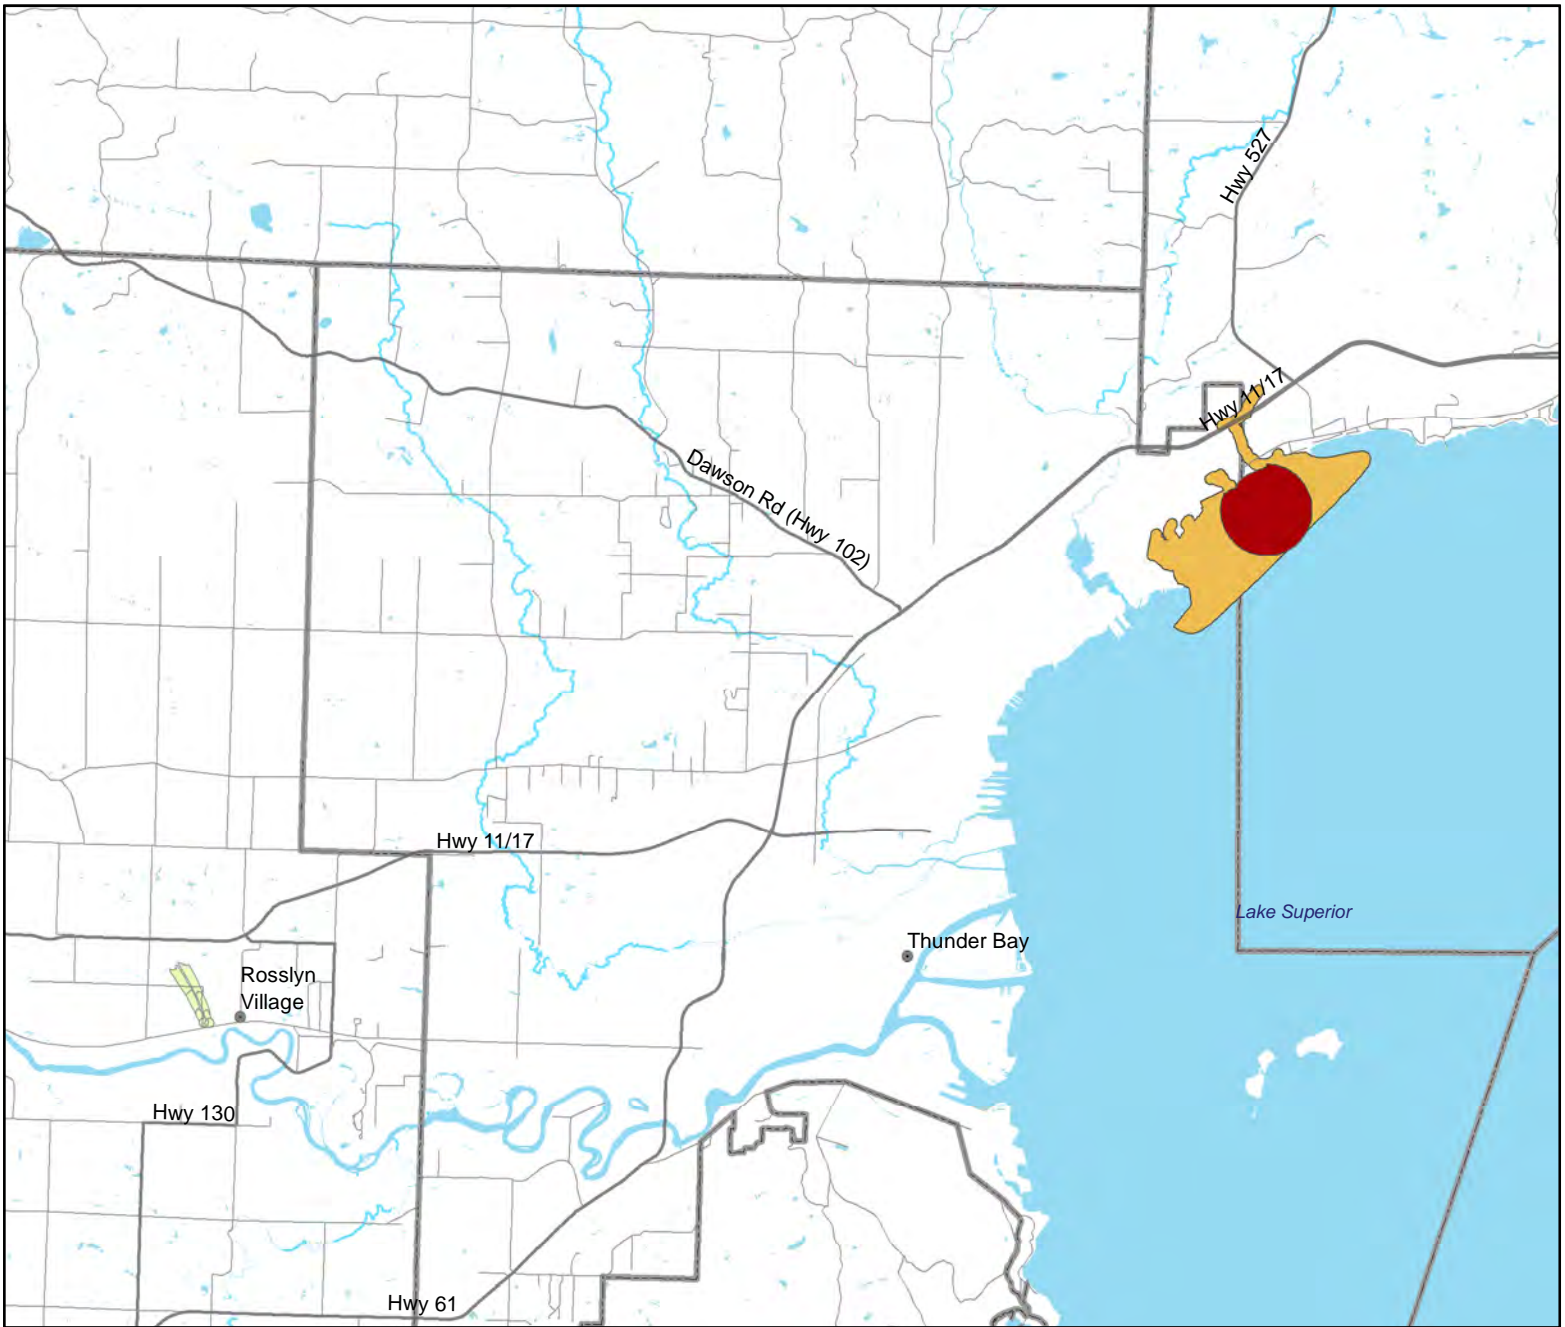 Hwy 527
Hwy 11/17
Dawson Rd (Hwy 102)
Hwy 11/17
Lake Superior
Thunder Bay
Rosslyn
Village
Hwy 130
Hwy 61